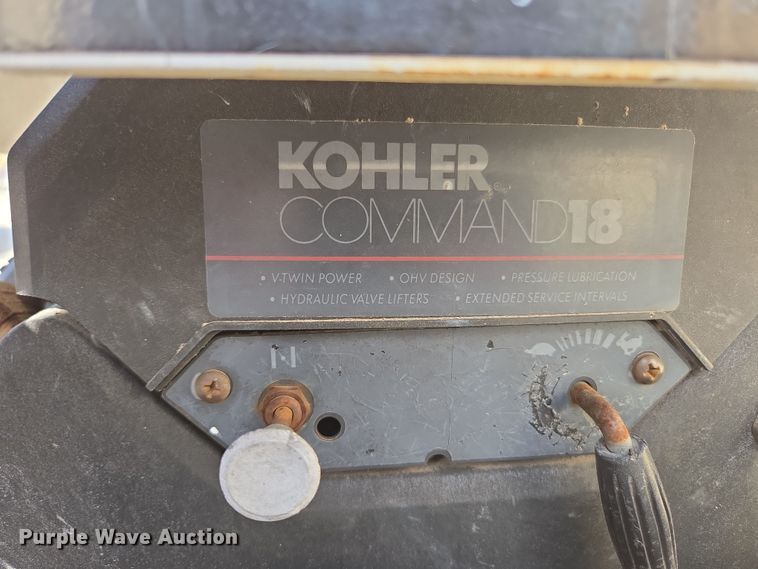 KOHLER
COMMAND18
• V-TWIN POWER • OHV DESIGN • PRESSURE LUBRICATION
• HYDRAULIC VALVE LIFTERS • EXTENDED SERVICE INTERVALS
Purple Wave Auction